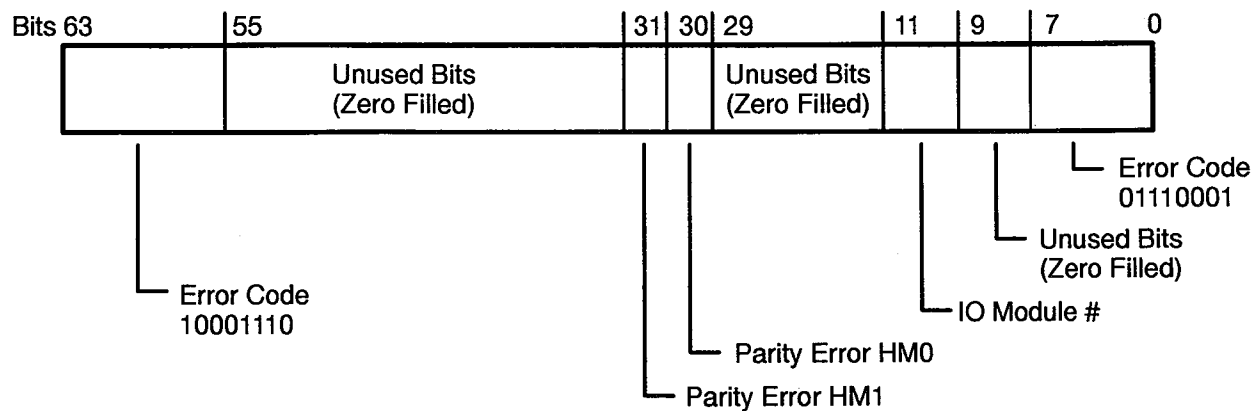 Bits 63 55 31 30 29 11 9 7 0
Unused Bits
(Zero Filled)
Unused Bits
(Zero Filled)
Error Code
01110001
Unused Bits
(Zero Filled)
Error Code
10001110
IO Module #
Parity Error HM0
Parity Error HM1